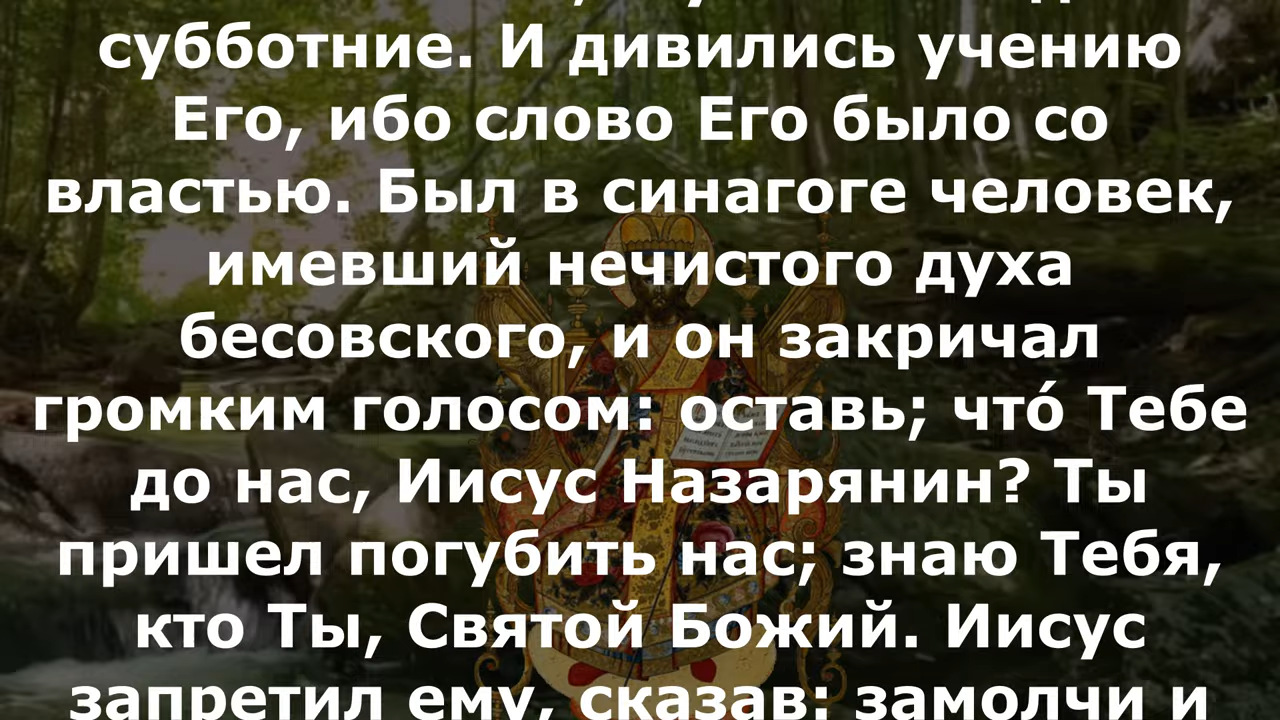 субботние. И дивились учению
Его, ибо слово Его было со
властью. Был в синагоге человек,
имевший нечистого духа
бесовского, и он закричал
громким голосом: оставь; что́ Тебе
до нас, Иисус Назарянин? Ты
пришел погубить нас; знаю Тебя,
кто Ты, Святой Божий. Иисус
запретил ему, сказав: замолчи и